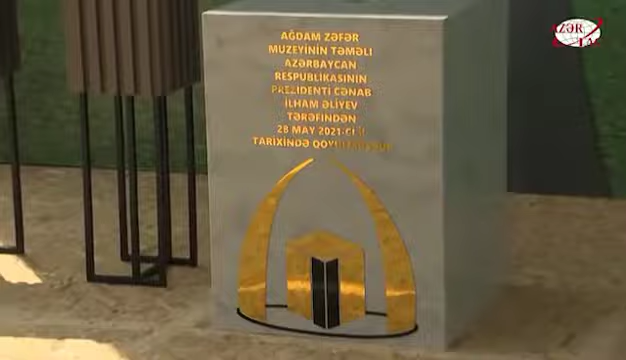 AĞDAM ZƏFƏR
MUZEYİNİN TƏMƏLİ
AZƏRBAYCAN
RESPUBLİKASININ
PREZİDENTİ CƏNAB
İLHAM ƏLİYEV
TƏRƏFİNDƏN
28 MAY 2021-Cİ İL
TARİXİNDƏ